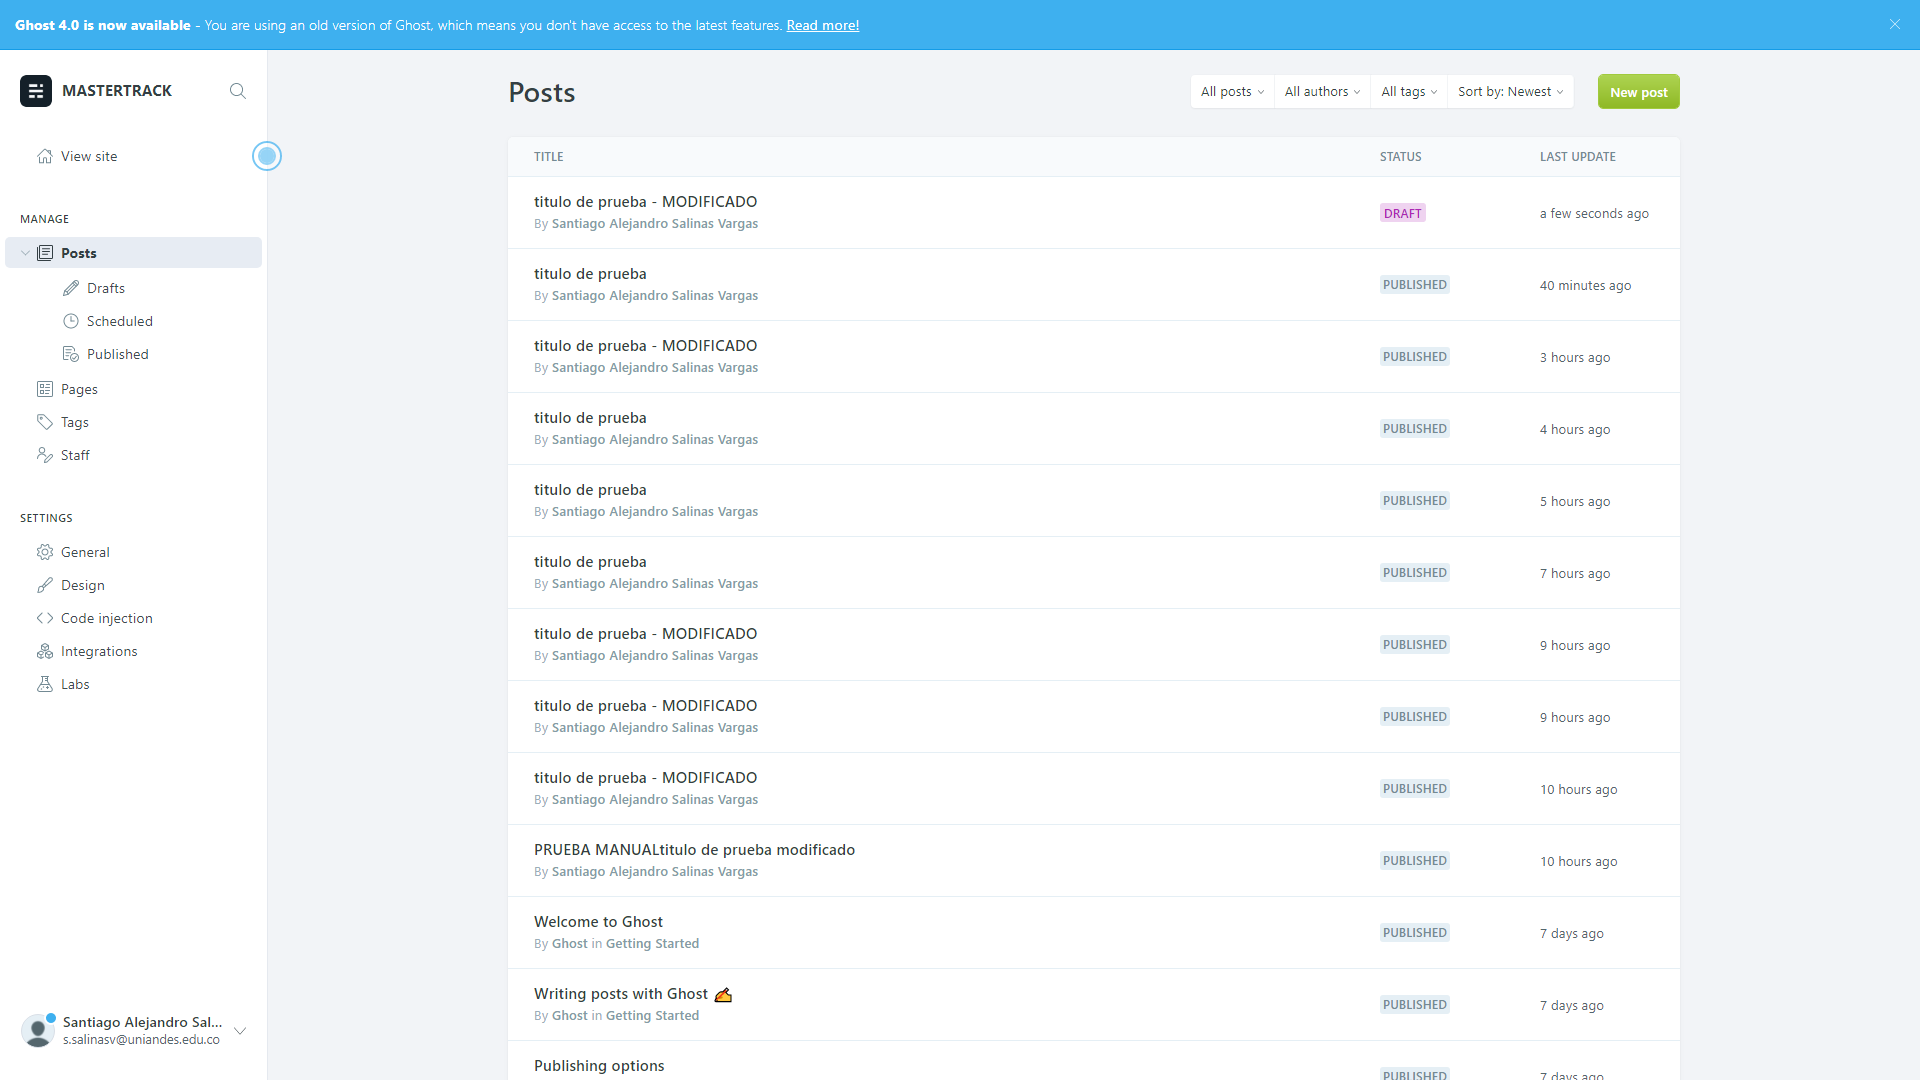 Ghost 4.0 is now available - You are using an old version of Ghost, which means you don't have access to the latest features. Read more!
MASTERTRACK
View site
MANAGE
Posts
Drafts
Scheduled
Published
Pages
Tags
Staff
SETTINGS
General
Design
Code injection
Integrations
Labs
Santiago Alejandro Sal...
s.salinasv@uniandes.edu.co
Posts
All posts All authors All tags Sort by: Newest New post
TITLE STATUS LAST UPDATE
titulo de prueba - MODIFICADO
By Santiago Alejandro Salinas Vargas
DRAFT a few seconds ago
titulo de prueba
By Santiago Alejandro Salinas Vargas
PUBLISHED 40 minutes ago
titulo de prueba - MODIFICADO
By Santiago Alejandro Salinas Vargas
PUBLISHED 3 hours ago
titulo de prueba
By Santiago Alejandro Salinas Vargas
PUBLISHED 4 hours ago
titulo de prueba
By Santiago Alejandro Salinas Vargas
PUBLISHED 5 hours ago
titulo de prueba
By Santiago Alejandro Salinas Vargas
PUBLISHED 7 hours ago
titulo de prueba - MODIFICADO
By Santiago Alejandro Salinas Vargas
PUBLISHED 9 hours ago
titulo de prueba - MODIFICADO
By Santiago Alejandro Salinas Vargas
PUBLISHED 9 hours ago
titulo de prueba - MODIFICADO
By Santiago Alejandro Salinas Vargas
PUBLISHED 10 hours ago
PRUEBA MANUALtitulo de prueba modificado
By Santiago Alejandro Salinas Vargas
PUBLISHED 10 hours ago
Welcome to Ghost
By Ghost in Getting Started
PUBLISHED 7 days ago
Writing posts with Ghost ✍️
By Ghost in Getting Started
PUBLISHED 7 days ago
Publishing options
PUBLISHED 7 days ago